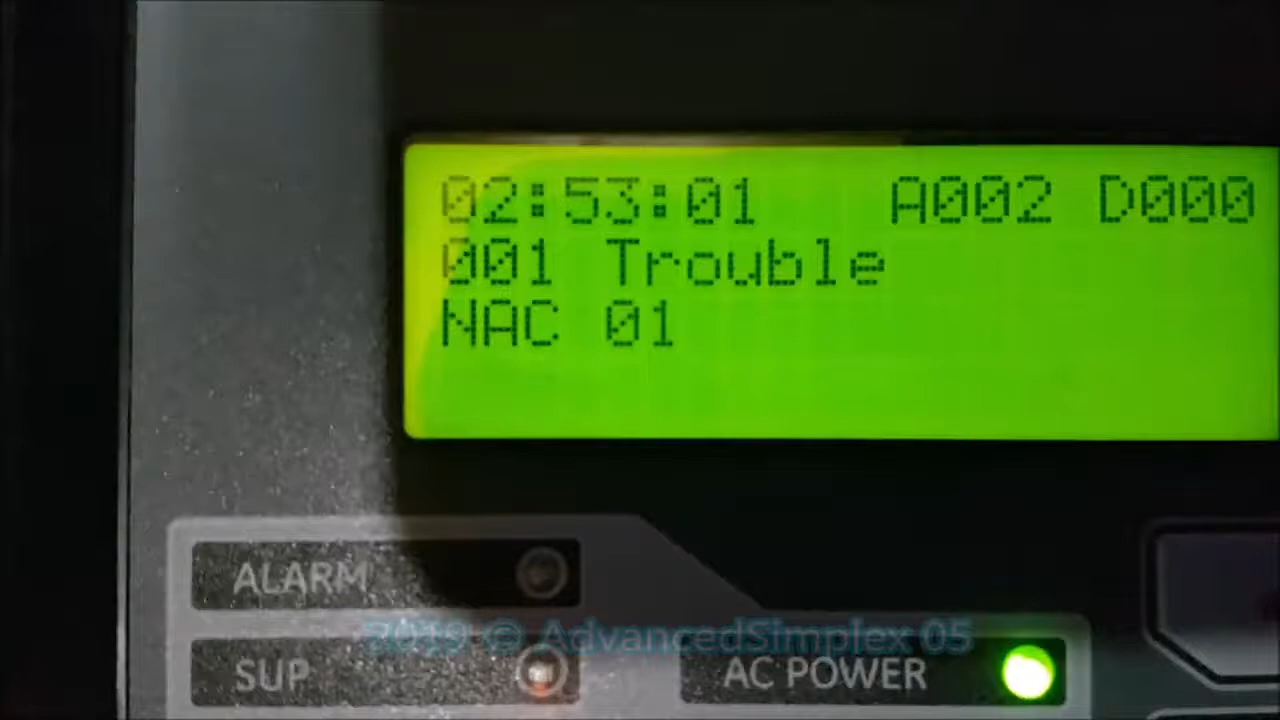 02:53:01 A002 D000
001 Trouble
NAC 01
ALARM
2019 © AdvancedSimplex 05
SUP
AC POWER